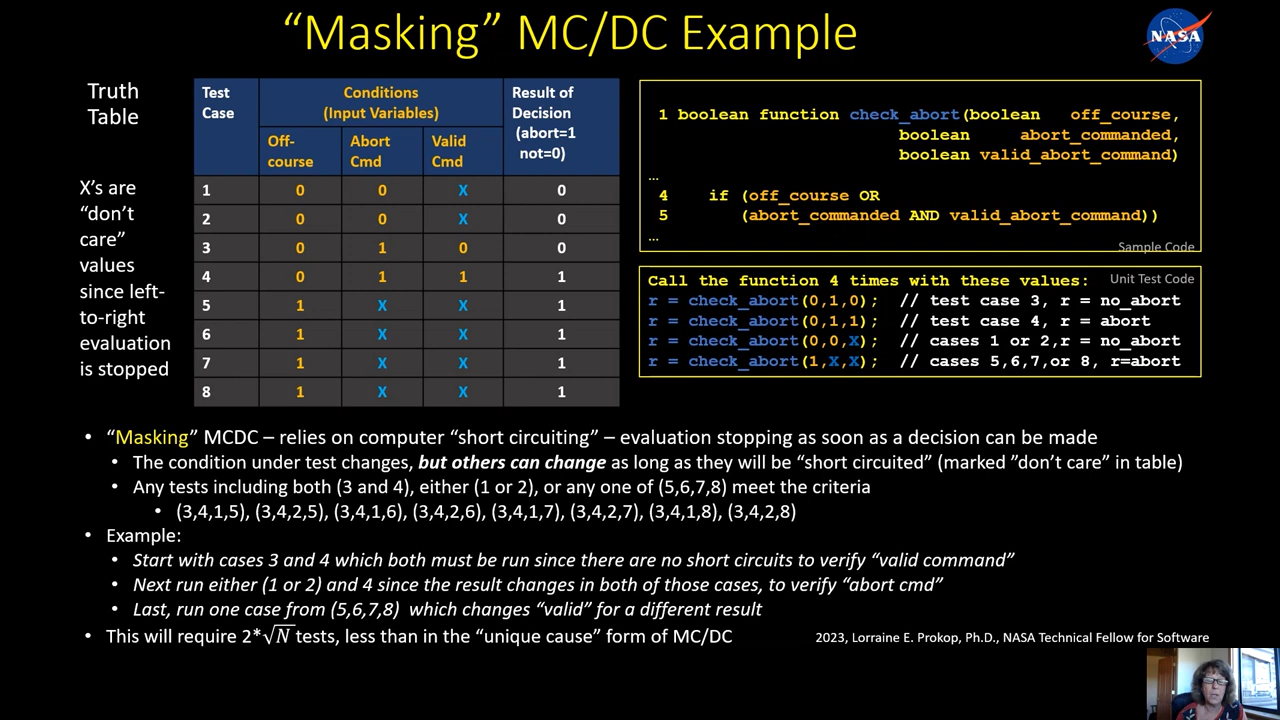 “Masking” MC/DC Example
NASA
Truth
Table
X's are
“don't
care”
values
since left-
to-right
evaluation
is stopped
Test Case Conditions (Input Variables) Result of Decision (abort=1 not=0)
Off-course Abort Cmd Valid Cmd
1 0 0 X 0
2 0 0 X 0
3 0 1 0 0
4 0 1 1 1
5 1 X X 1
6 1 X X 1
7 1 X X 1
8 1 X X 1
1 boolean function check_abort(boolean off_course,
boolean abort_commanded,
boolean valid_abort_command)
…
4 if (off_course OR
5 (abort_commanded AND valid_abort_command))
…
Sample Code
Call the function 4 times with these values: Unit Test Code
r = check_abort(0,1,0); // test case 3, r = no_abort
r = check_abort(0,1,1); // test case 4, r = abort
r = check_abort(0,0,X); // cases 1 or 2,r = no_abort
r = check_abort(1,X,X); // cases 5,6,7,or 8, r=abort
• “Masking” MCDC – relies on computer “short circuiting” – evaluation stopping as soon as a decision can be made
• The condition under test changes, but others can change as long as they will be “short circuited” (marked ”don't care” in table)
• Any tests including both (3 and 4), either (1 or 2), or any one of (5,6,7,8) meet the criteria
• (3,4,1,5), (3,4,2,5), (3,4,1,6), (3,4,2,6), (3,4,1,7), (3,4,2,7), (3,4,1,8), (3,4,2,8)
• Example:
• Start with cases 3 and 4 which both must be run since there are no short circuits to verify “valid command”
• Next run either (1 or 2) and 4 since the result changes in both of those cases, to verify “abort cmd”
• Last, run one case from (5,6,7,8) which changes “valid” for a different result
• This will require 2*√N tests, less than in the “unique cause” form of MC/DC
2023, Lorraine E. Prokop, Ph.D., NASA Technical Fellow for Software